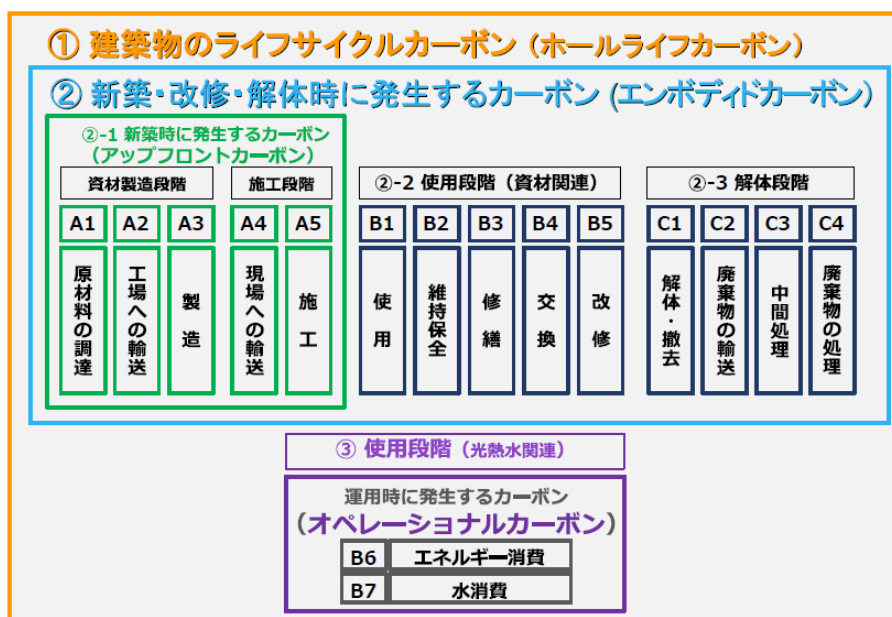 ① 建築物のライフサイクルカーボン（ホールライフカーボン）
② 新築・改修・解体時に発生するカーボン (エンボディドカーボン）
②-1 新築時に発生するカーボン
（アップフロントカーボン）
資材製造段階
施工段階
②-2 使用段階（資材関連）
②-3 解体段階
A1 A2 A3 A4 A5 B1 B2 B3 B4 B5 C1 C2 C3 C4
原材料の調達
工場への輸送
製造
現場への輸送
施工
使用
維持保全
修繕
交換
改修
解体・撤去
廃棄物の輸送
中間処理
廃棄物の処理
③ 使用段階（光熱水関連）
運用時に発生するカーボン
（オペレーショナルカーボン）
B6 エネルギー消費
B7 水消費